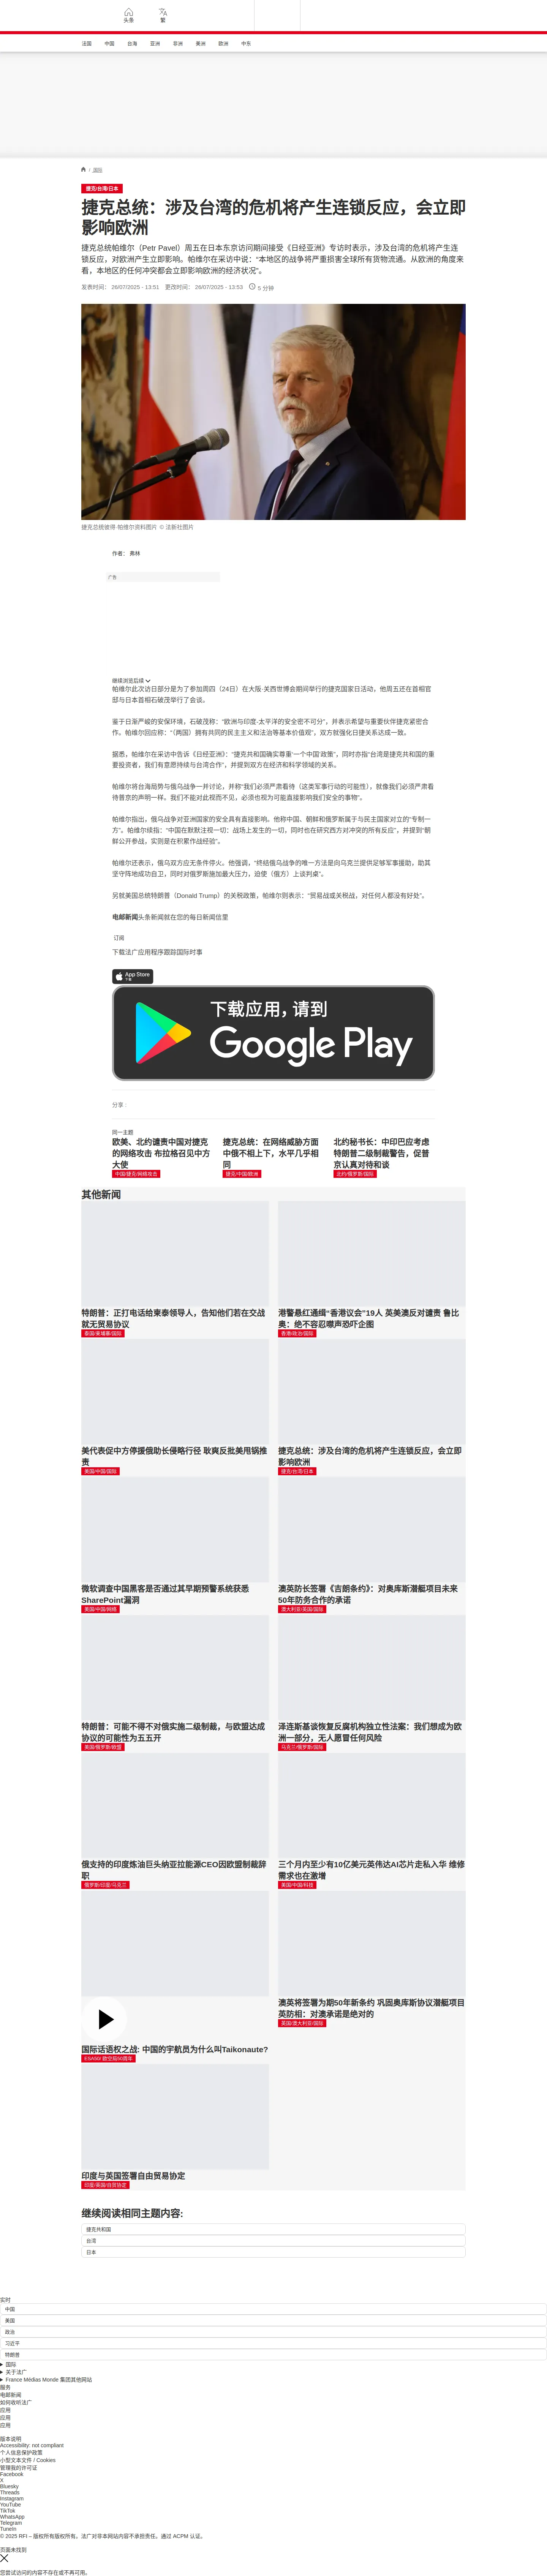 头条
繁
法国 中国 台海 亚洲 非洲 美洲 欧洲 中东
/ 国际
捷克/台湾/日本
捷克总统：涉及台湾的危机将产生连锁反应，会立即
影响欧洲
捷克总统帕维尔（Petr Pavel）周五在日本东京访问期间接受《日经亚洲》专访时表示，涉及台湾的危机将产生连
锁反应，对欧洲产生立即影响。帕维尔在采访中说：“本地区的战争将严重损害全球所有货物流通。从欧洲的角度来
看，本地区的任何冲突都会立即影响欧洲的经济状况”。
发表时间： 26/07/2025 - 13:51 更改时间： 26/07/2025 - 13:53 5 分钟
捷克总统彼得·帕维尔资料图片 © 法新社图片
作者： 弗林
广告
继续浏览后续
帕维尔此次访日部分是为了参加周四（24日）在大阪·关西世博会期间举行的捷克国家日活动，他周五还在首相官
邸与日本首相石破茂举行了会谈。
鉴于日渐严峻的安保环境，石破茂称：“欧洲与印度-太平洋的安全密不可分”，并表示希望与重要伙伴捷克紧密合
作。帕维尔回应称：“（两国）拥有共同的民主主义和法治等基本价值观”，双方就强化日捷关系达成一致。
据悉，帕维尔在采访中告诉《日经亚洲》：“捷克共和国确实尊重‘一个中国’政策”，同时亦指“台湾是捷克共和国的重
要投资者，我们有意愿持续与台湾合作”，并提到双方在经济和科学领域的关系。
帕维尔将台海局势与俄乌战争一并讨论，并称“我们必须严肃看待（这类军事行动的可能性），就像我们必须严肃看
待普京的声明一样。我们不能对此视而不见，必须也视为可能直接影响我们安全的事物”。
帕维尔指出，俄乌战争对亚洲国家的安全具有直接影响。他称中国、朝鲜和俄罗斯属于与民主国家对立的“专制一
方”。帕维尔续指：“中国在默默注视一切：战场上发生的一切，同时也在研究西方对冲突的所有反应”，并提到“朝
鲜公开参战，实则是在积累作战经验”。
帕维尔还表示，俄乌双方应无条件停火。他强调，“终结俄乌战争的唯一方法是向乌克兰提供足够军事援助，助其
坚守阵地成功自卫，同时对俄罗斯施加最大压力，迫使（俄方）上谈判桌”。
另就美国总统特朗普（Donald Trump）的关税政策，帕维尔则表示：“贸易战或关税战，对任何人都没有好处”。
电邮新闻头条新闻就在您的每日新闻信里
订阅
下载法广应用程序跟踪国际时事
App Store
下载
下载应用，请到
Google Play
分享 :
同一主题
欧美、北约谴责中国对捷克
的网络攻击 布拉格召见中方
大使
中国/捷克/网络攻击
捷克总统：在网络威胁方面
中俄不相上下，水平几乎相
同
捷克/中国/欧洲
北约秘书长：中印巴应考虑
特朗普二级制裁警告，促普
京认真对待和谈
北约/俄罗斯/国际
其他新闻
特朗普：正打电话给柬泰领导人，告知他们若在交战
就无贸易协议
泰国/柬埔寨/国际
港警悬红通缉“香港议会”19人 英美澳反对谴责 鲁比
奥：绝不容忍噤声恐吓企图
香港/政治/国际
美代表促中方停援俄助长侵略行径 耿爽反批美甩锅推
责
美国/中国/国际
捷克总统：涉及台湾的危机将产生连锁反应，会立即
影响欧洲
捷克/台湾/日本
微软调查中国黑客是否通过其早期预警系统获悉
SharePoint漏洞
美国/中国/网络
澳英防长签署《吉朗条约》：对奥库斯潜艇项目未来
50年防务合作的承诺
澳大利亚/英国/国际
特朗普：可能不得不对俄实施二级制裁，与欧盟达成
协议的可能性为五五开
美国/俄罗斯/欧盟
泽连斯基谈恢复反腐机构独立性法案：我们想成为欧
洲一部分，无人愿冒任何风险
乌克兰/俄罗斯/国际
俄支持的印度炼油巨头纳亚拉能源CEO因欧盟制裁辞
职
俄罗斯/印度/乌克兰
三个月内至少有10亿美元英伟达AI芯片走私入华 维修
需求也在激增
美国/中国/科技
国际话语权之战: 中国的宇航员为什么叫Taikonaute?
ESA50/ 欧空局50周年
澳英将签署为期50年新条约 巩固奥库斯协议潜艇项目
英防相：对澳承诺是绝对的
英国/澳大利亚/国际
印度与英国签署自由贸易协定
印度/英国/自贸协定
继续阅读相同主题内容:
捷克共和国
台湾
日本
实时
中国
美国
政治
习近平
特朗普
国际
关于法广
France Médias Monde 集团其他网站
服务
电邮新闻
如何收听法广
应用
应用
应用
版本说明
Accessibility: not compliant
个人信息保护政策
小型文本文件 / Cookies
管理我的许可证
Facebook
X
Bluesky
Threads
Instagram
YouTube
TikTok
WhatsApp
Telegram
TuneIn
© 2025 RFI – 版权所有版权所有。法广对非本网站内容不承担责任。通过 ACPM 认证。
页面未找到
您尝试访问的内容不存在或不再可用。